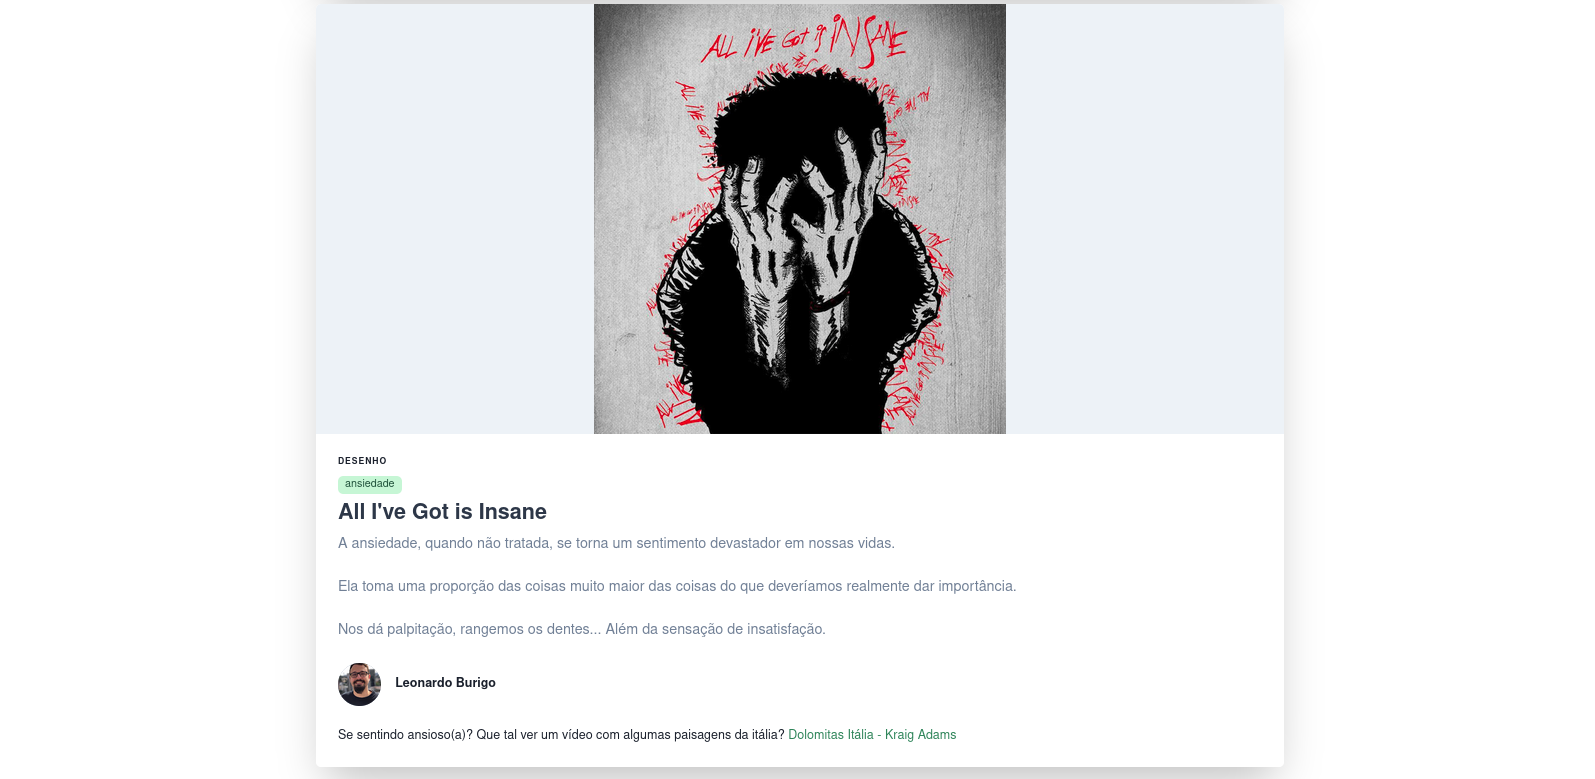 ALL I'VE GOT IS INSANE
DESENHO
ansiedade
All I've Got is Insane
A ansiedade, quando não tratada, se torna um sentimento devastador em nossas vidas.
Ela toma uma proporção das coisas muito maior das coisas do que deveríamos realmente dar importância.
Nos dá palpitação, rangemos os dentes... Além da sensação de insatisfação.
Leonardo Burigo
Se sentindo ansioso(a)? Que tal ver um vídeo com algumas paisagens da itália? Dolomitas Itália - Kraig Adams